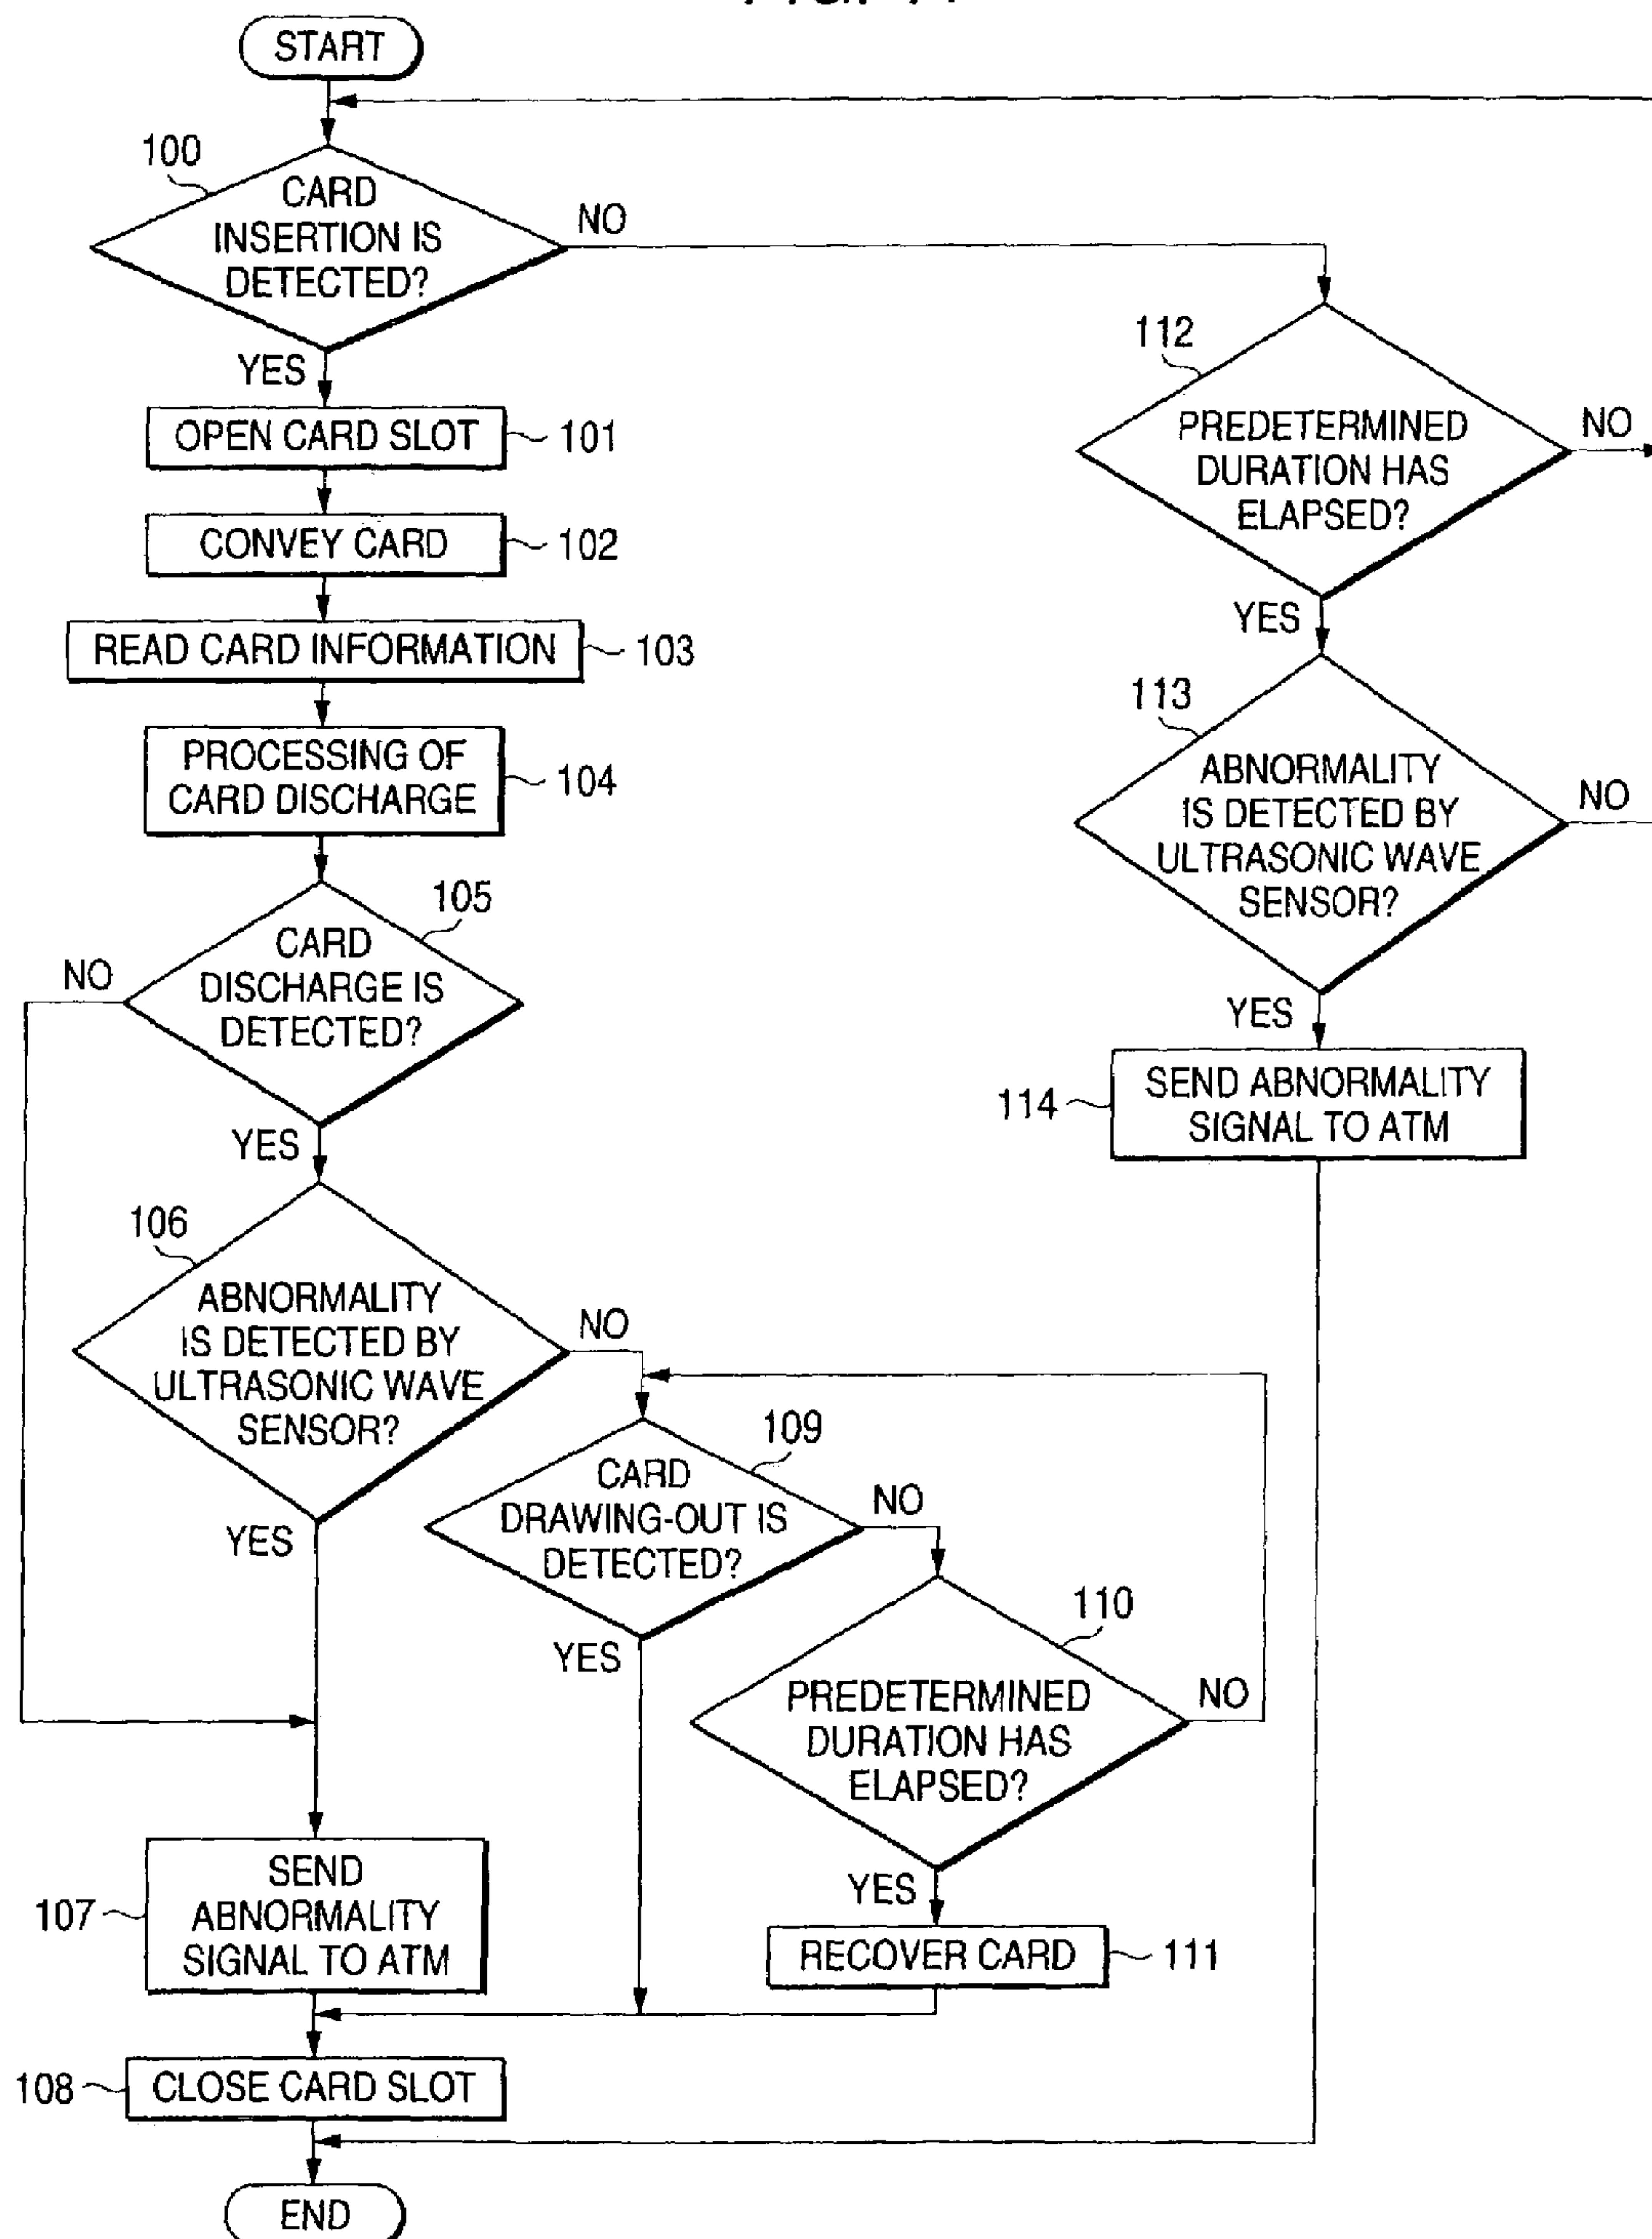 START
100
CARD
INSERTION IS
DETECTED?
NO
YES
OPEN CARD SLOT
101
CONVEY CARD
102
READ CARD INFORMATION
103
PROCESSING OF
CARD DISCHARGE
104
105
CARD
DISCHARGE IS
DETECTED?
NO
YES
106
ABNORMALITY
IS DETECTED BY
ULTRASONIC WAVE
SENSOR?
NO
YES
107
SEND
ABNORMALITY
SIGNAL TO ATM
108
CLOSE CARD SLOT
END
109
CARD
DRAWING-OUT IS
DETECTED?
NO
YES
110
PREDETERMINED
DURATION HAS
ELAPSED?
NO
YES
RECOVER CARD
111
112
PREDETERMINED
DURATION HAS
ELAPSED?
NO
YES
113
ABNORMALITY
IS DETECTED BY
ULTRASONIC WAVE
SENSOR?
NO
YES
114
SEND ABNORMALITY
SIGNAL TO ATM